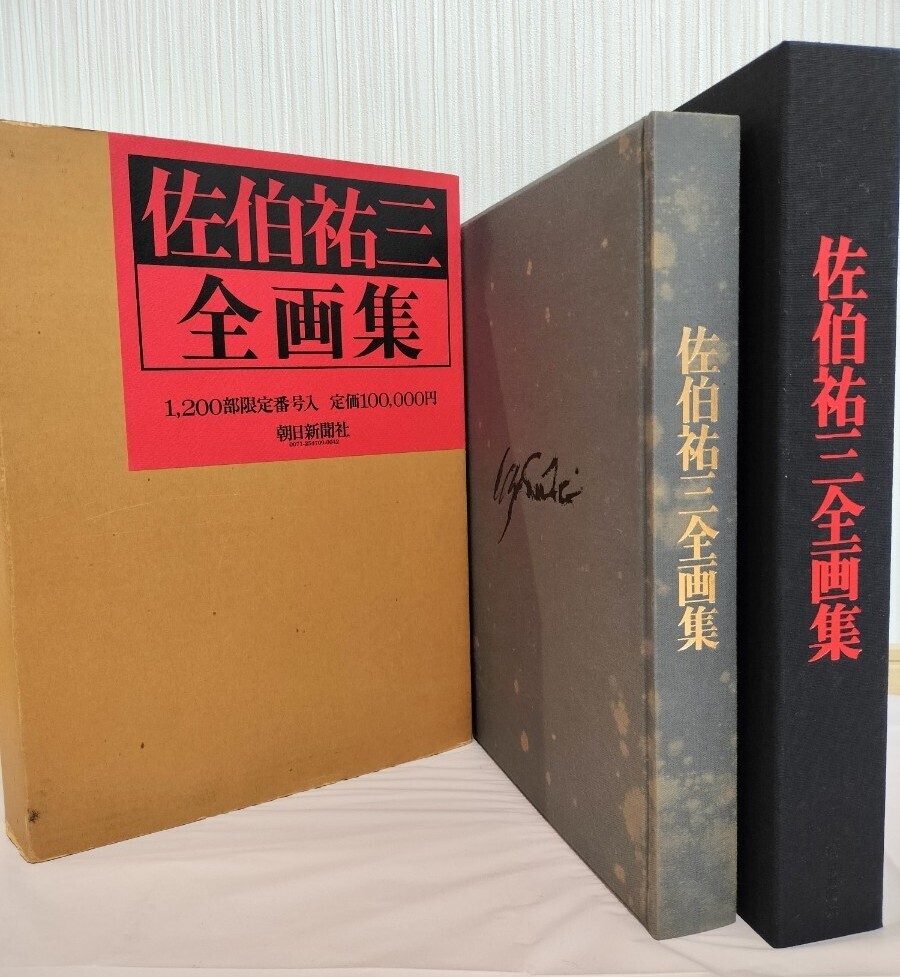 佐伯祐三
全画集
1,200部限定番号入 定価100,000円
朝日新聞社
佐伯祐三全画集
佐伯祐三全画集